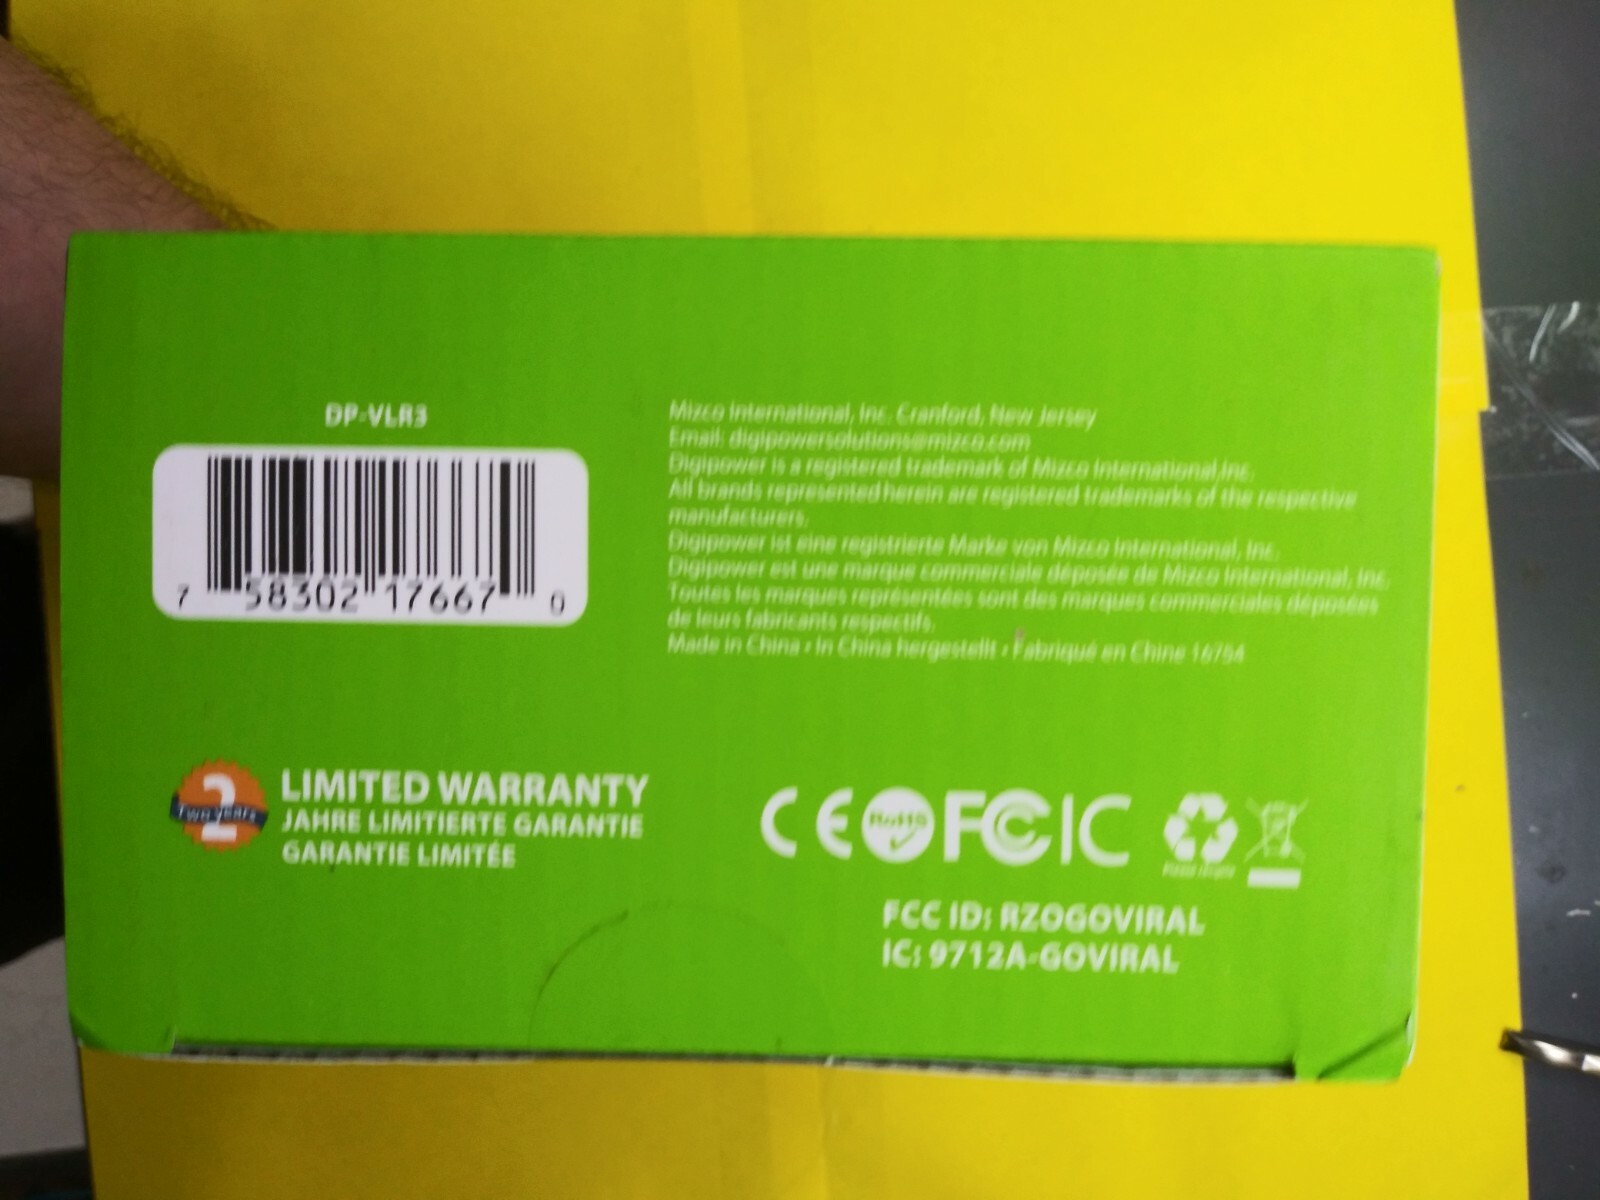 DP-VLR3
7 58302 17667 0
Mizco International, Inc. Cranford, New Jersey
Email: digipowersolutions@mizco.com
Digipower is a registered trademark of Mizco International,Inc.
All brands represented herein are registered trademarks of the respective
manufacturers.
Digipower ist eine registrierte Marke von Mizco International, Inc.
Digipower est une marque commerciale déposée de Mizco International, Inc.
Toutes les marques représentées sont des marques commerciales déposées
de leurs fabricants respectifs.
Made in China • In China hergestellt • Fabriqué en Chine 16754
2
Two years
LIMITED WARRANTY
JAHRE LIMITIERTE GARANTIE
GARANTIE LIMITÉE
CE RoHS FC IC
Please recycle
FCC ID: RZOGOVIRAL
IC: 9712A-GOVIRAL